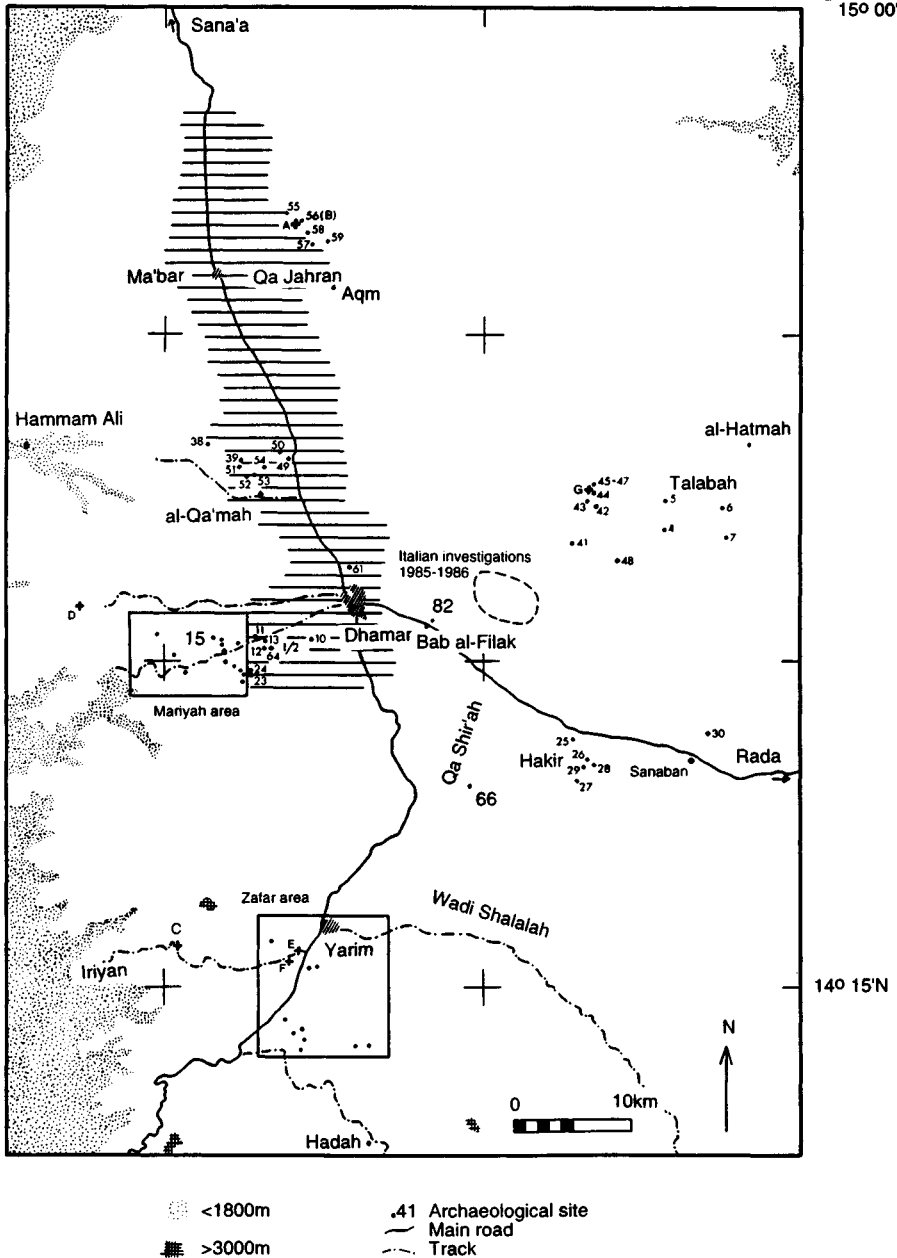 15º 00'
Sana'a
55
56(B)
A
58
57
59
Ma'bar
Qa Jahran
Aqm
Hammam Ali
al-Hatmah
38
50
39
54
49
51
52
53
al-Qa'mah
G
45-47
44
43
42
Talabah
5
6
4
7
41
48
Italian investigations
1985-1986
61
D
82
Dhamar
Bab al-Filak
15
11
13
10
12
64
1/2
24
23
Mariyah area
Qa Shir'ah
66
25
30
Hakir
26
28
29
27
Sanaban
Rada
Zafar area
Wadi Shalalah
C
E
F
Yarim
Iriyan
14º 15'N
N
0 10km
Hadah
<1800m
.41 Archaeological site
Main road
>3000m
Track